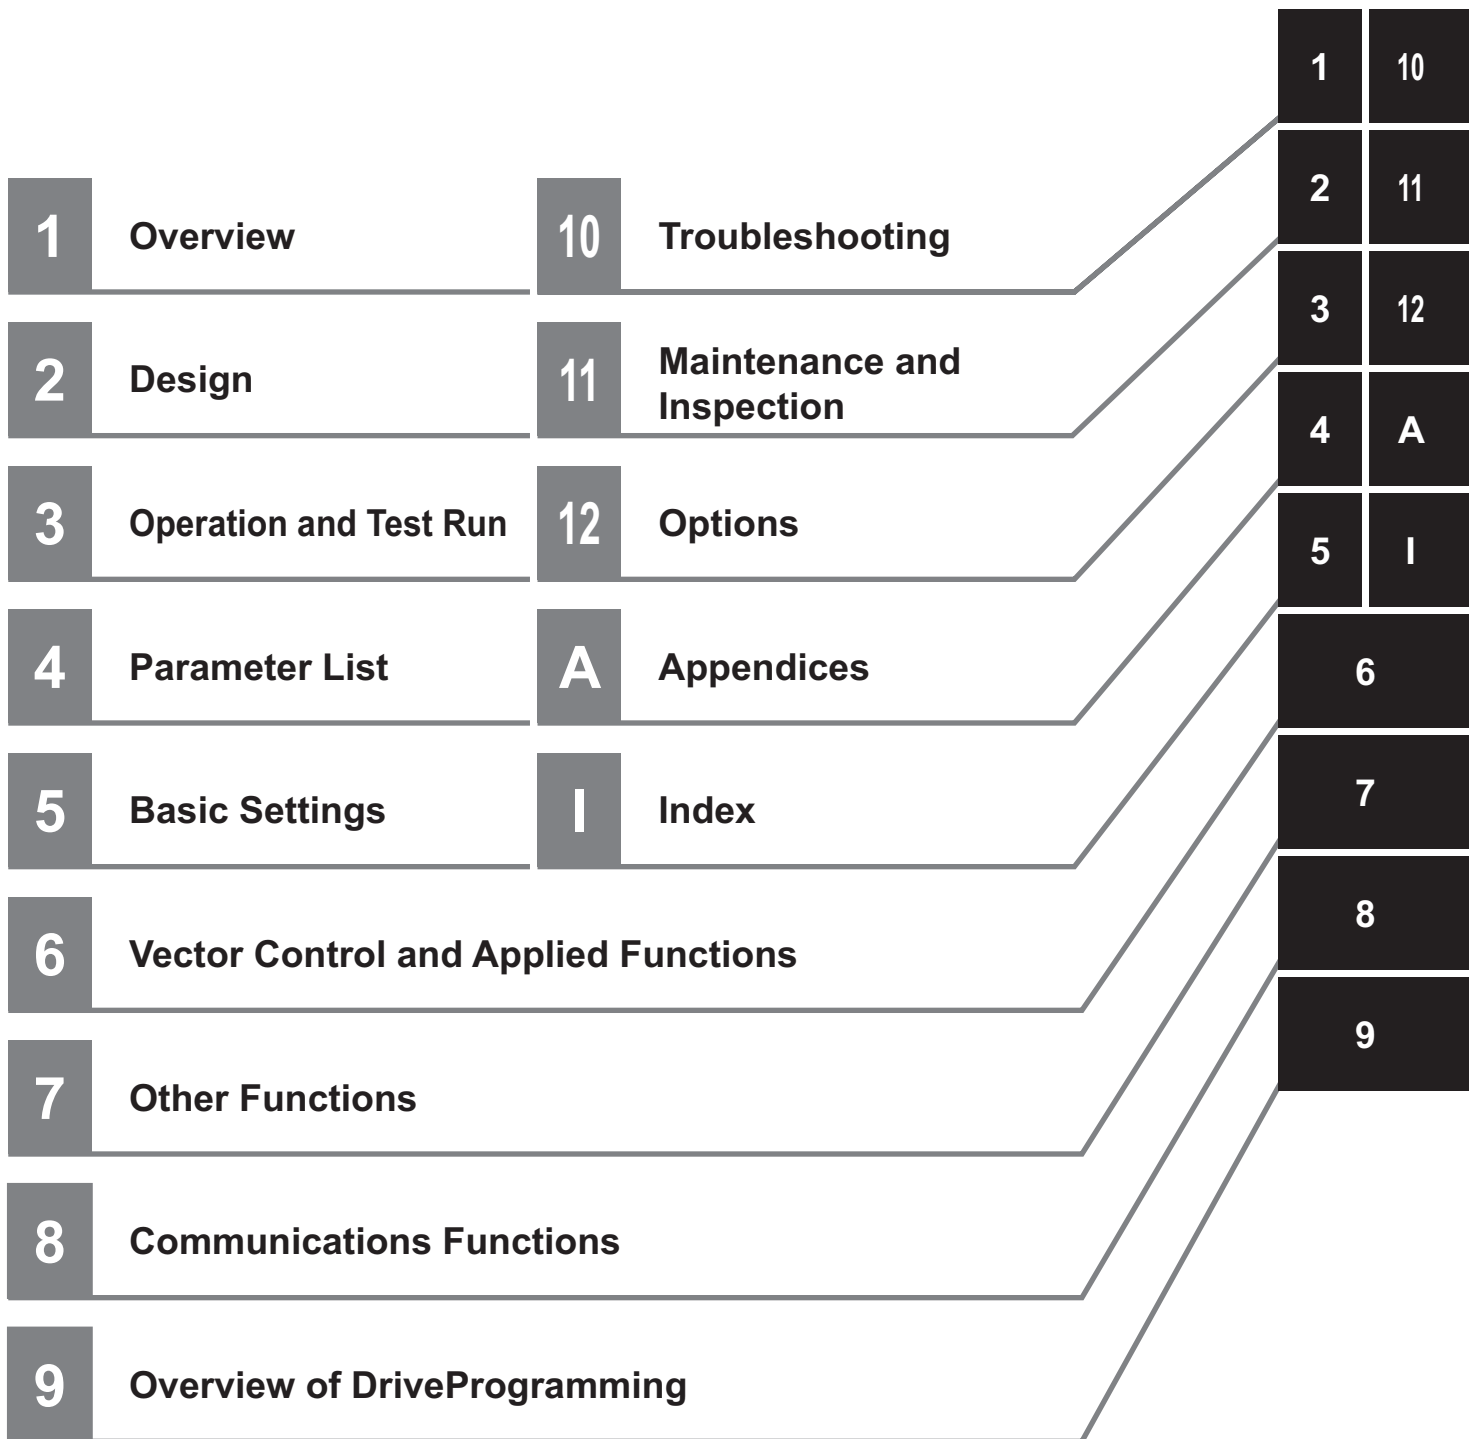 1 Overview
2 Design
3 Operation and Test Run
4 Parameter List
5 Basic Settings
10 Troubleshooting
11 Maintenance and
Inspection
12 Options
A Appendices
I Index
6 Vector Control and Applied Functions
7 Other Functions
8 Communications Functions
9 Overview of DriveProgramming
1 10
2 11
3 12
4 A
5 I
6
7
8
9